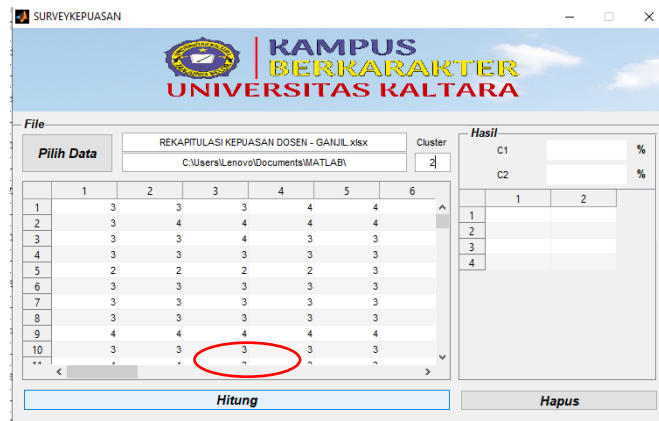 SURVEYKEPUASAN
KAMPUS
BERKARAKTER
UNIVERSITAS KALTARA
File
Pilih Data
REKAPITULASI KEPUASAN DOSEN - GANJIL.xlsx
C:\Users\Lenovo\Documents\MATLAB\
Cluster
2
1 2 3 4 5 6
1 3 3 3 4 4
2 3 4 4 4 4
3 3 3 4 3 3
4 3 3 3 3 3
5 2 2 2 2 3
6 3 3 3 3 3
7 3 3 3 3 3
8 3 3 3 3 3
9 4 4 4 4 4
10 3 3 3 3 3
Hitung
Hasil
C1 %
C2 %
1 2
1
2
3
4
Hapus